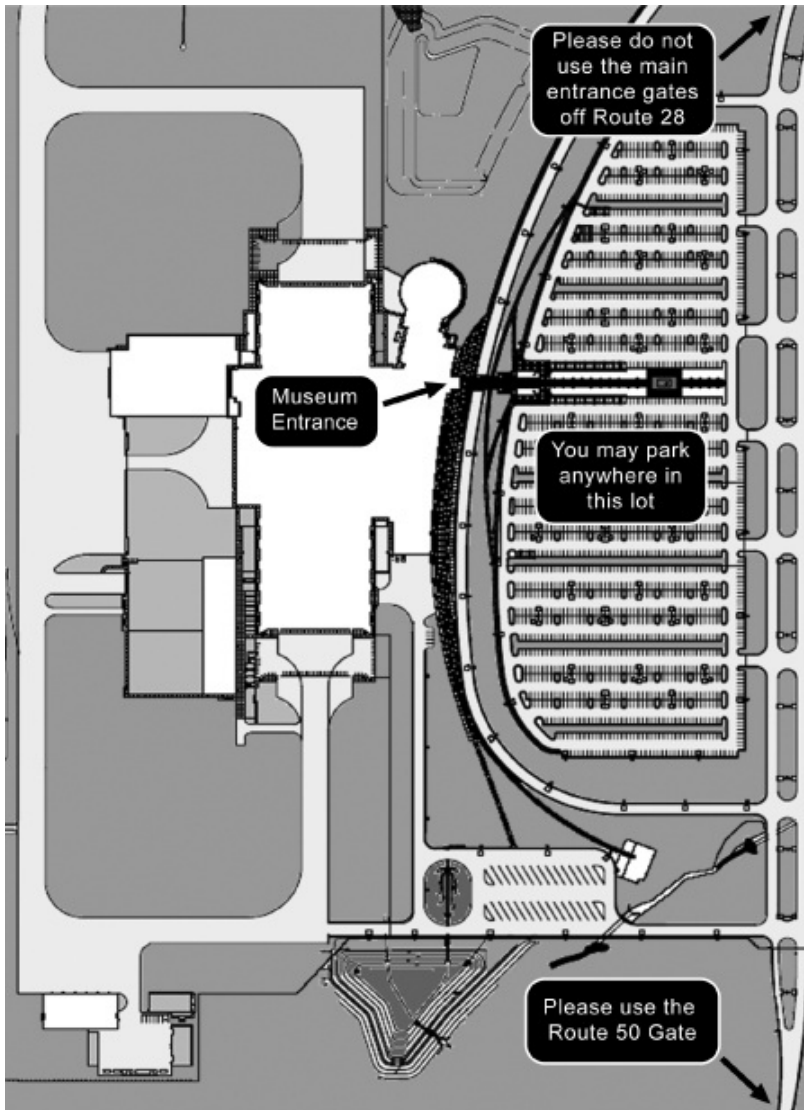 Please do not
use the main
entrance gates
off Route 28
Museum
Entrance
You may park
anywhere in
this lot
Please use the
Route 50 Gate